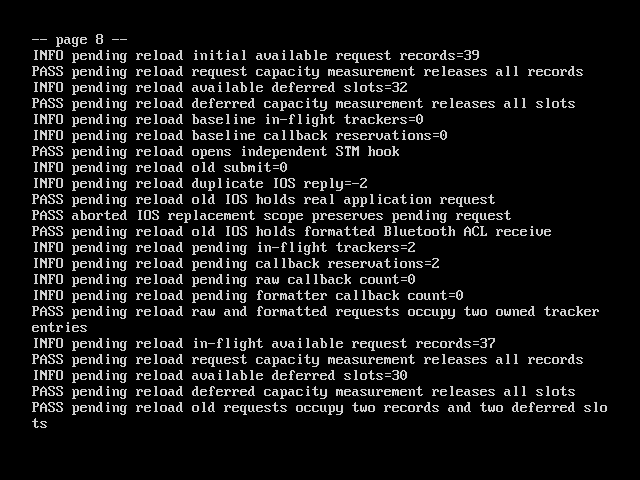 -- page 8 --
INFO pending reload initial available request records=39
PASS pending reload request capacity measurement releases all records
INFO pending reload available deferred slots=32
PASS pending reload deferred capacity measurement releases all slots
INFO pending reload baseline in-flight trackers=0
INFO pending reload baseline callback reservations=0
PASS pending reload opens independent STM hook
INFO pending reload old submit=0
INFO pending reload duplicate IOS reply=-2
PASS pending reload old IOS holds real application request
PASS aborted IOS replacement scope preserves pending request
PASS pending reload old IOS holds formatted Bluetooth ACL receive
INFO pending reload pending in-flight trackers=2
INFO pending reload pending callback reservations=2
INFO pending reload pending raw callback count=0
INFO pending reload pending formatter callback count=0
PASS pending reload raw and formatted requests occupy two owned tracker
entries
INFO pending reload in-flight available request records=37
PASS pending reload request capacity measurement releases all records
INFO pending reload available deferred slots=30
PASS pending reload deferred capacity measurement releases all slots
PASS pending reload old requests occupy two records and two deferred slo
ts